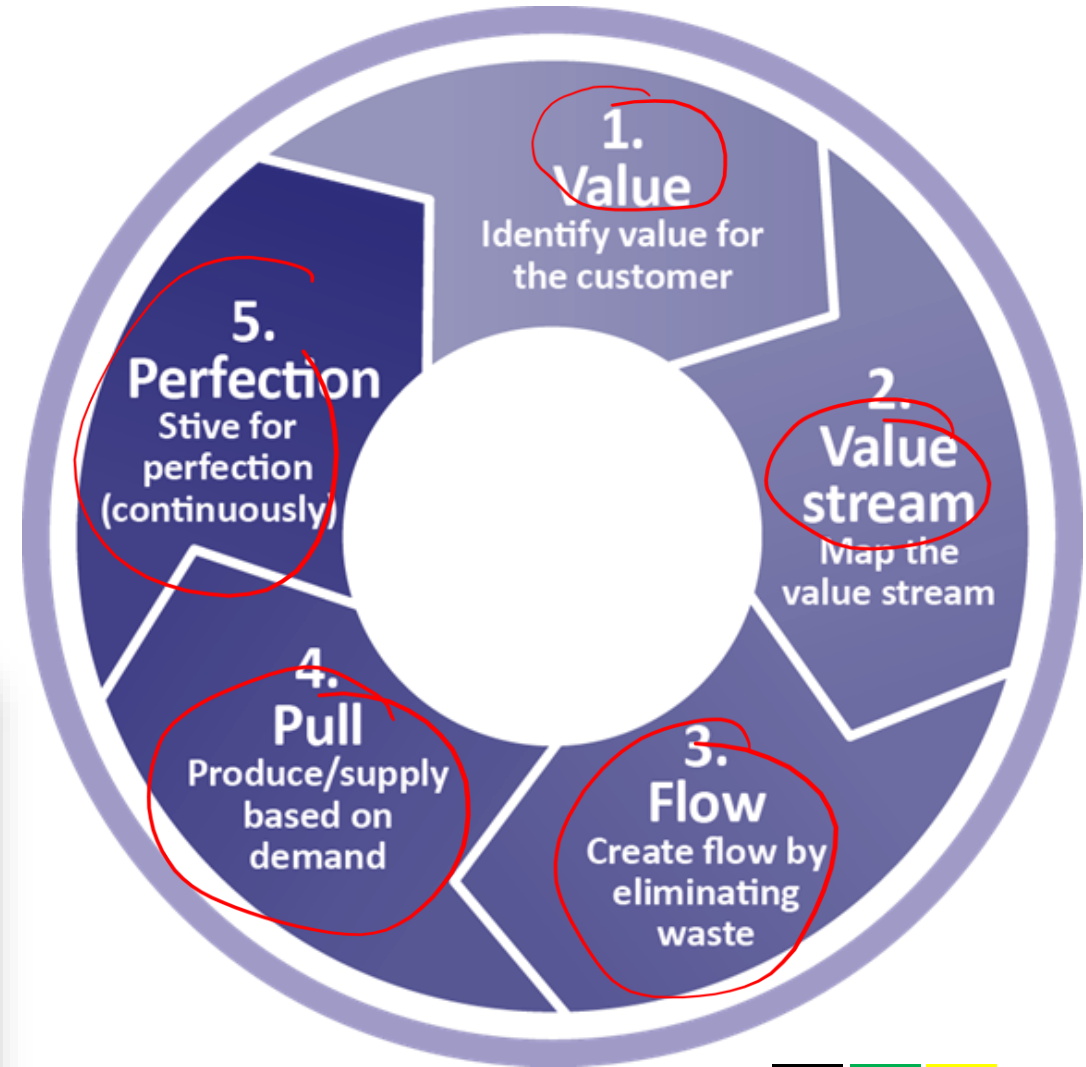 1.
Value
Identify value for
the customer
2.
Value
stream
Map the
value stream
3.
Flow
Create flow by
eliminating
waste
4.
Pull
Produce/supply
based on
demand
5.
Perfection
Stive for
perfection
(continuously)